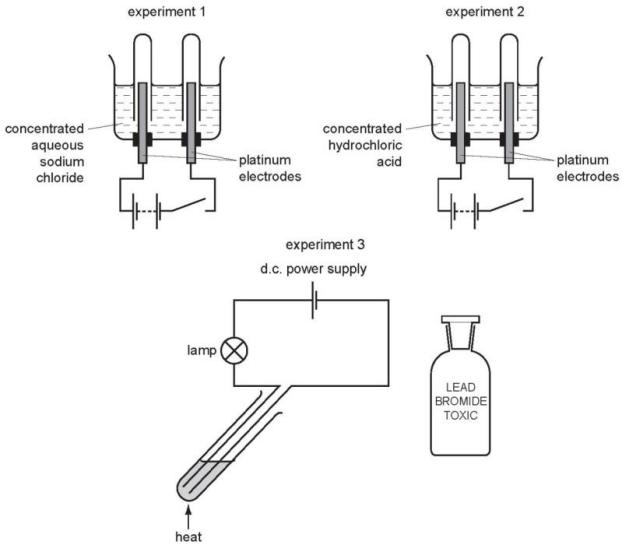 experiment 1
concentrated
aqueous
sodium
chloride
platinum
electrodes
experiment 2
concentrated
hydrochloric
acid
platinum
electrodes
experiment 3
d.c. power supply
lamp
heat
LEAD
BROMIDE
TOXIC